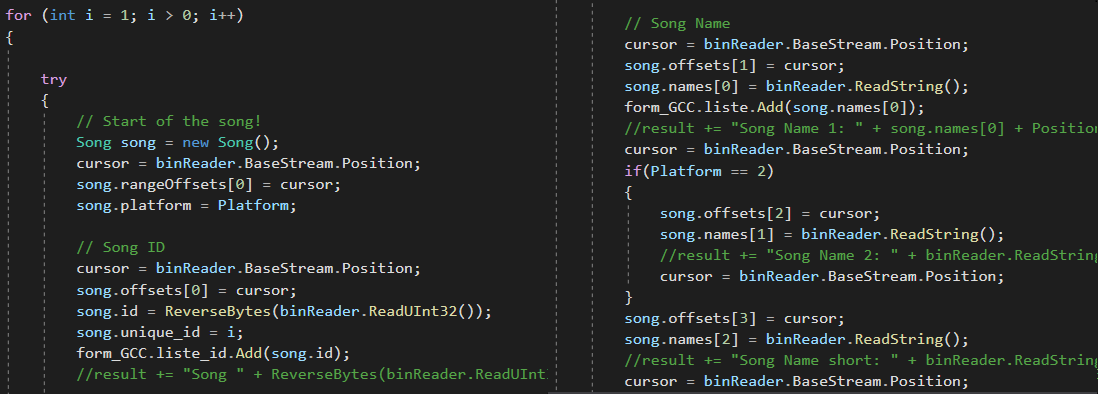 for (int i = 1; i > 0; i++)
{
try
{
// Start of the song!
Song song = new Song();
cursor = binReader.BaseStream.Position;
song.rangeOffsets[0] = cursor;
song.platform = Platform;
// Song ID
cursor = binReader.BaseStream.Position;
song.offsets[0] = cursor;
song.id = ReverseBytes(binReader.ReadUInt32());
song.unique_id = i;
form_GCC.liste_id.Add(song.id);
//result += "Song " + ReverseBytes(binReader.ReadUInt
// Song Name
cursor = binReader.BaseStream.Position;
song.offsets[1] = cursor;
song.names[0] = binReader.ReadString();
form_GCC.liste.Add(song.names[0]);
//result += "Song Name 1: " + song.names[0] + Position
cursor = binReader.BaseStream.Position;
if(Platform == 2)
{
song.offsets[2] = cursor;
song.names[1] = binReader.ReadString();
//result += "Song Name 2: " + binReader.ReadString
cursor = binReader.BaseStream.Position;
}
song.offsets[3] = cursor;
song.names[2] = binReader.ReadString();
//result += "Song Name short: " + binReader.ReadString
cursor = binReader.BaseStream.Position;